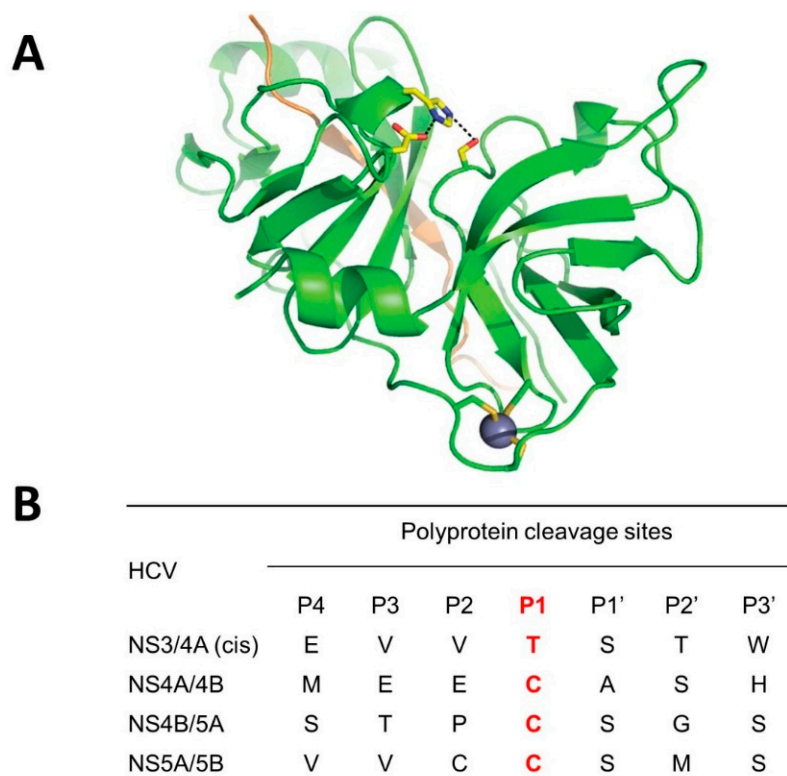 A
B
Polyprotein cleavage sites
HCV
P4 P3 P2 P1 P1’ P2’ P3’
NS3/4A (cis) E V V T S T W
NS4A/4B M E E C A S H
NS4B/5A S T P C S G S
NS5A/5B V V C C S M S